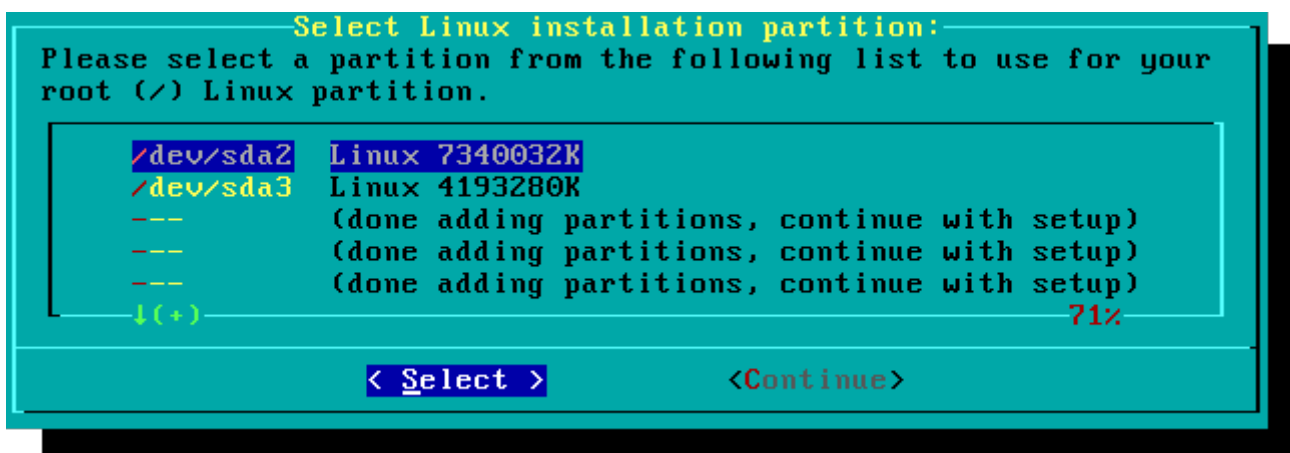 Select Linux installation partition:
Please select a partition from the following list to use for your
root (/) Linux partition.
/dev/sda2 Linux 7340032K
/dev/sda3 Linux 4193280K
--- (done adding partitions, continue with setup)
--- (done adding partitions, continue with setup)
--- (done adding partitions, continue with setup)
↓(+) 71%
< Select > <Continue>